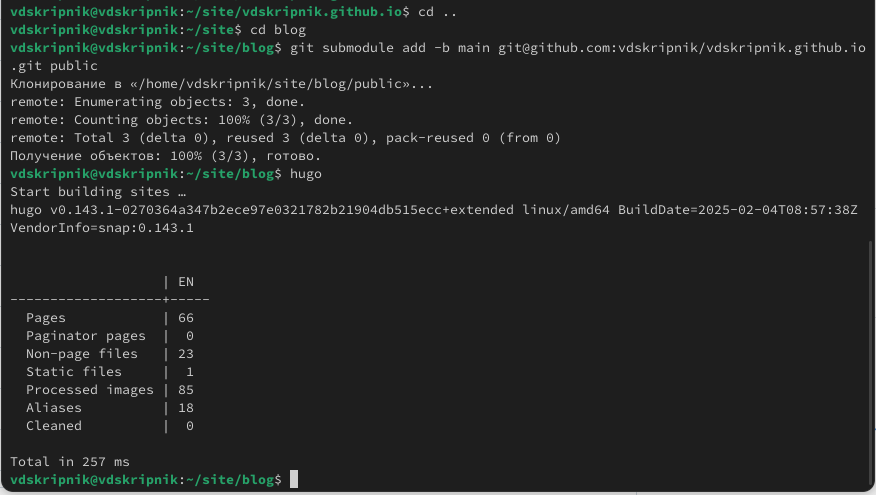 vdskripnik@vdskripnik:~/site/vdskripnik.github.io$ cd ..
vdskripnik@vdskripnik:~/site$ cd blog
vdskripnik@vdskripnik:~/site/blog$ git submodule add -b main git@github.com:vdskripnik/vdskripnik.github.io
.git public
Клонирование в «/home/vdskripnik/site/blog/public»...
remote: Enumerating objects: 3, done.
remote: Counting objects: 100% (3/3), done.
remote: Total 3 (delta 0), reused 3 (delta 0), pack-reused 0 (from 0)
Получение объектов: 100% (3/3), готово.
vdskripnik@vdskripnik:~/site/blog$ hugo
Start building sites …
hugo v0.143.1-0270364a347b2ece97e0321782b21904db515ecc+extended linux/amd64 BuildDate=2025-02-04T08:57:38Z
VendorInfo=snap:0.143.1
                   | EN
-------------------+-----
  Pages            | 66
  Paginator pages  |  0
  Non-page files   | 23
  Static files     |  1
  Processed images | 85
  Aliases          | 18
  Cleaned          |  0
Total in 257 ms
vdskripnik@vdskripnik:~/site/blog$